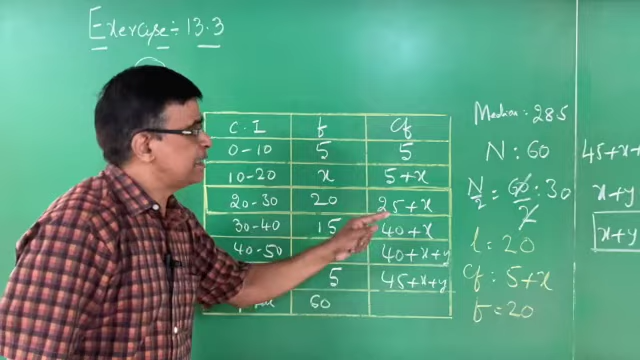 Exercise÷ 13.3
C.I f Cf
0-10 5 5
10-20 x 5+x
20-30 20 25+x
30-40 15 40+x
40-50 40+x+y
5 45+x+y
60
Median: 28.5
N: 60
N/2 = 60/2 : 30
l: 20
Cf: 5+x
f=20
45+x+
x+y
x+y